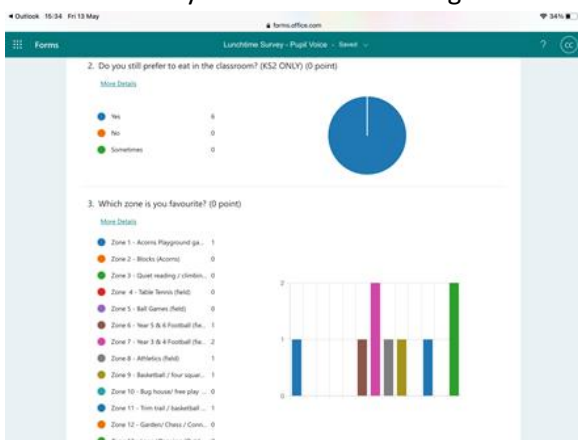 Outlook 15:34 Fri 13 May
forms.office.com
34%
Forms
Lunchtime Survey - Pupil Voice - Saved
?
CC
2. Do you still prefer to eat in the classroom? (KS2 ONLY) (0 point)
More Details
Yes 6
No 0
Sometimes 0
3. Which zone is you favourite? (0 point)
More Details
Zone 1 - Acorns Playground ga... 1
Zone 2 - Blocks (Acorns) 0
Zone 3 - Quiet reading / climbin... 0
Zone 4 - Table Tennis (field) 0
Zone 5 - Ball Games (field) 0
Zone 6 - Year 5 & 6 Football (fie... 1
Zone 7 - Year 3 & 4 Football (fie... 2
Zone 8 - Athletics (field) 1
Zone 9 - Basketball / four squar... 1
Zone 10 - Bug house/ free play ... 0
Zone 11 - Trim trail / basketball ... 1
Zone 12 - Garden/ Chess / Conn... 0
2
1
0